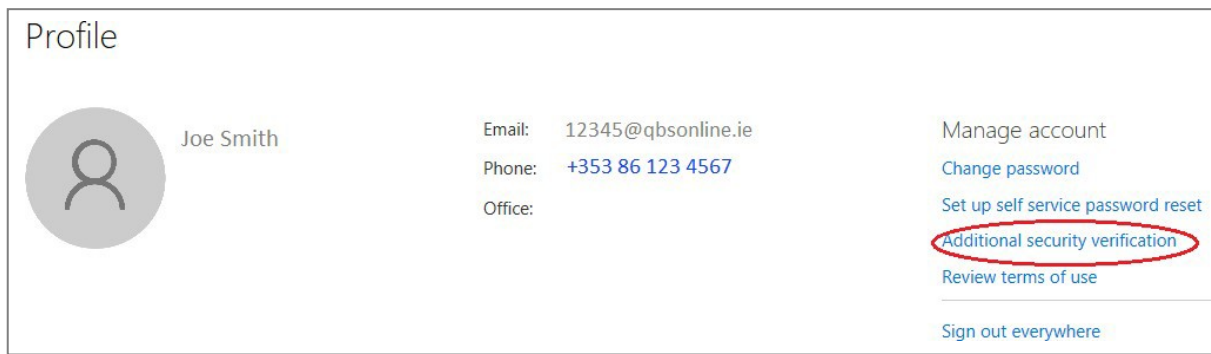 Profile
Joe Smith
Email: 12345@qbsonline.ie
Phone: +353 86 123 4567
Office:
Manage account
Change password
Set up self service password reset
Additional security verification
Review terms of use
Sign out everywhere